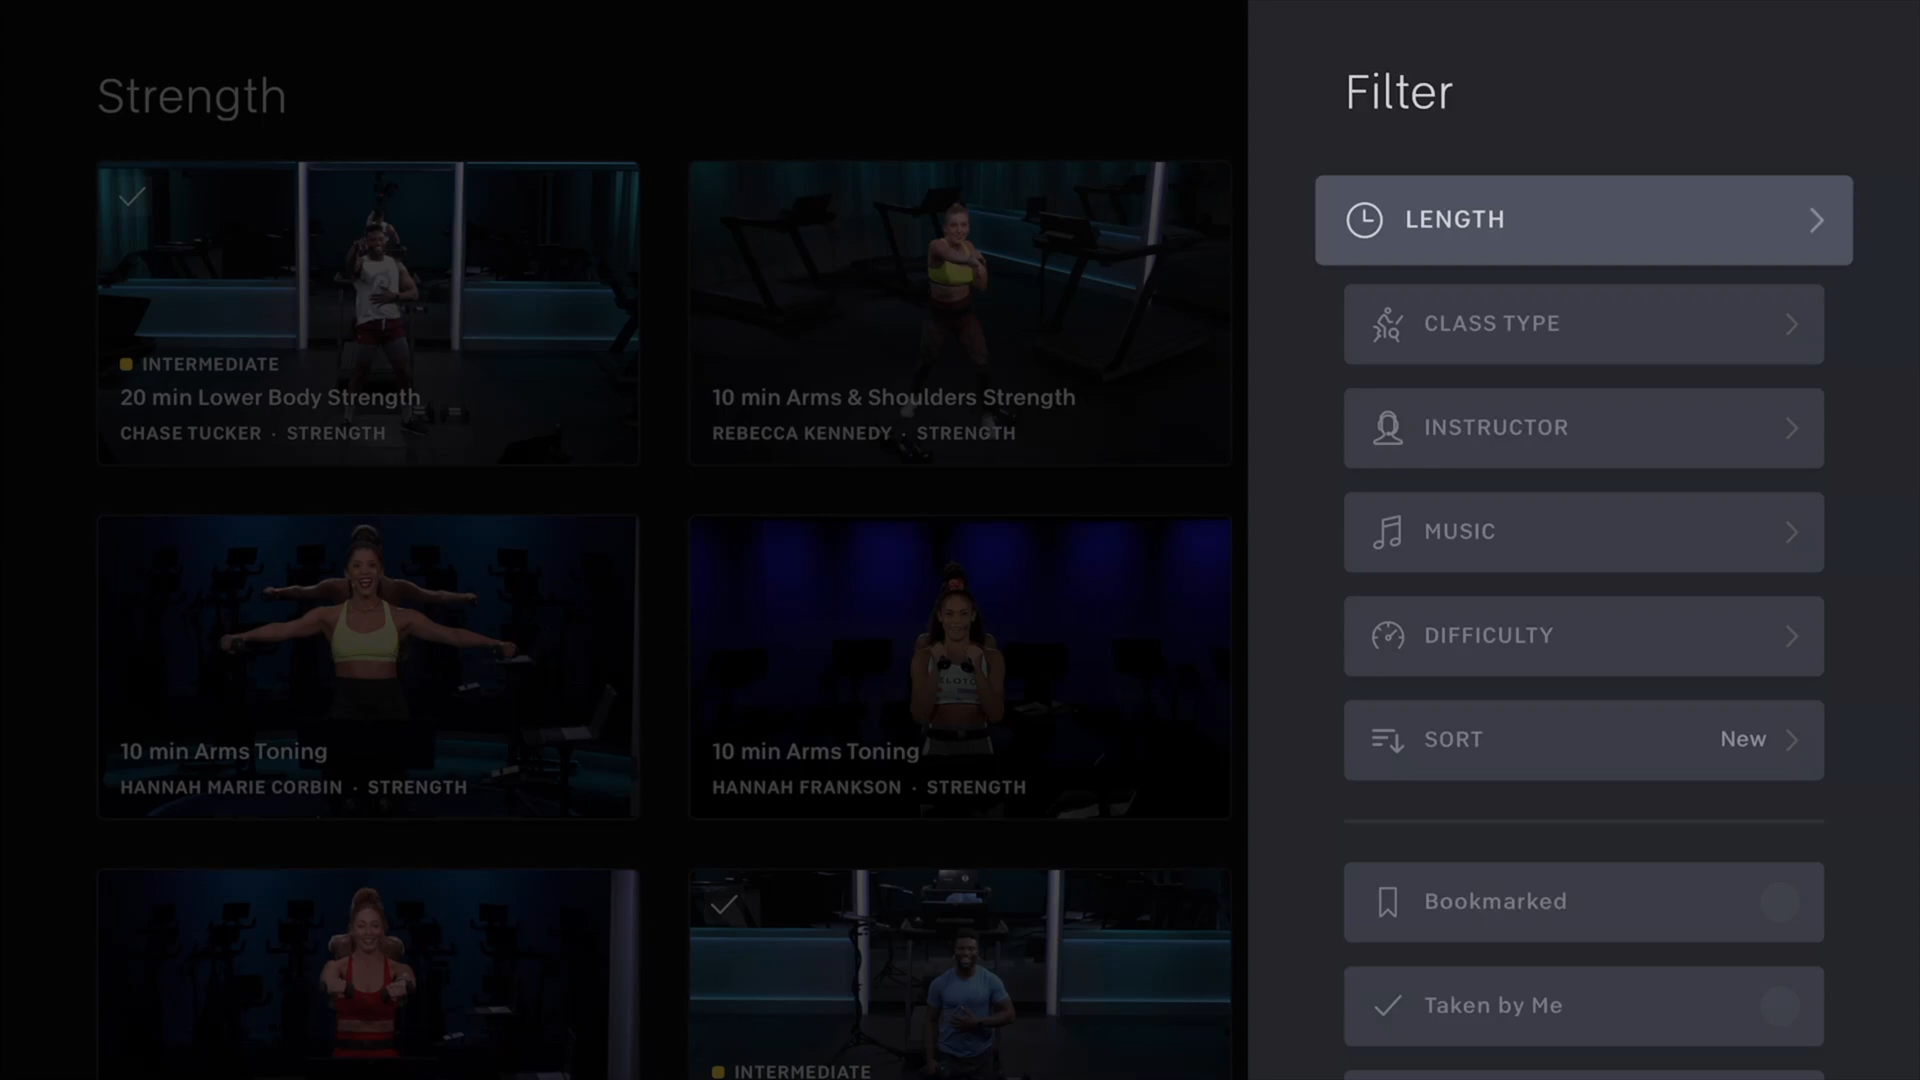 Strength
INTERMEDIATE
20 min Lower Body Strength
CHASE TUCKER · STRENGTH
10 min Arms & Shoulders Strength
REBECCA KENNEDY · STRENGTH
10 min Arms Toning
HANNAH MARIE CORBIN · STRENGTH
10 min Arms Toning
HANNAH FRANKSON · STRENGTH
INTERMEDIATE
Filter
LENGTH
CLASS TYPE
INSTRUCTOR
MUSIC
DIFFICULTY
SORT New
Bookmarked
Taken by Me